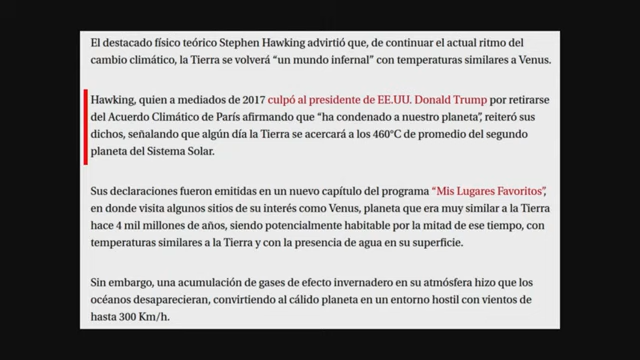 El destacado físico teórico Stephen Hawking advirtió que, de continuar el actual ritmo del
cambio climático, la Tierra se volverá “un mundo infernal” con temperaturas similares a Venus.
Hawking, quien a mediados de 2017 culpó al presidente de EE.UU. Donald Trump por retirarse
del Acuerdo Climático de París afirmando que “ha condenado a nuestro planeta”, reiteró sus
dichos, señalando que algún día la Tierra se acercará a los 460°C de promedio del segundo
planeta del Sistema Solar.
Sus declaraciones fueron emitidas en un nuevo capítulo del programa “Mis Lugares Favoritos”,
en donde visita algunos sitios de su interés como Venus, planeta que era muy similar a la Tierra
hace 4 mil millones de años, siendo potencialmente habitable por la mitad de ese tiempo, con
temperaturas similares a la Tierra y con la presencia de agua en su superficie.
Sin embargo, una acumulación de gases de efecto invernadero en su atmósfera hizo que los
océanos desaparecieran, convirtiendo al cálido planeta en un entorno hostil con vientos de
hasta 300 Km/h.